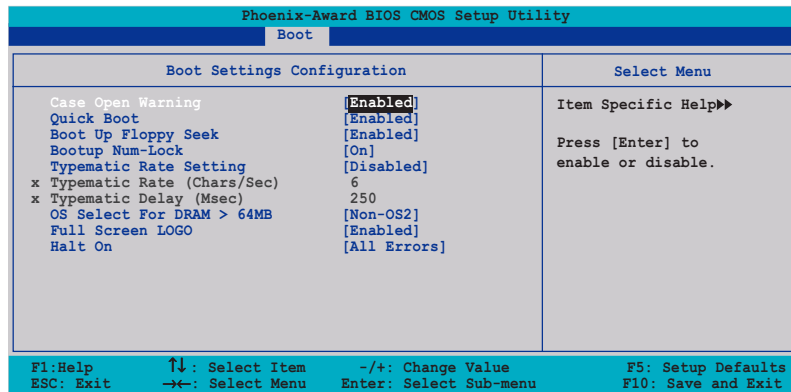 Phoenix-Award BIOS CMOS Setup Utility
Boot
Boot Settings Configuration
Select Menu
Case Open Warning [Enabled]
Quick Boot [Enabled]
Boot Up Floppy Seek [Enabled]
Bootup Num-Lock [On]
Typematic Rate Setting [Disabled]
x Typematic Rate (Chars/Sec) 6
x Typematic Delay (Msec) 250
OS Select For DRAM > 64MB [Non-OS2]
Full Screen LOGO [Enabled]
Halt On [All Errors]
Item Specific Help▶▶
Press [Enter] to
enable or disable.
F1:Help ↑↓: Select Item -/+: Change Value F5: Setup Defaults
ESC: Exit →←: Select Menu Enter: Select Sub-menu F10: Save and Exit